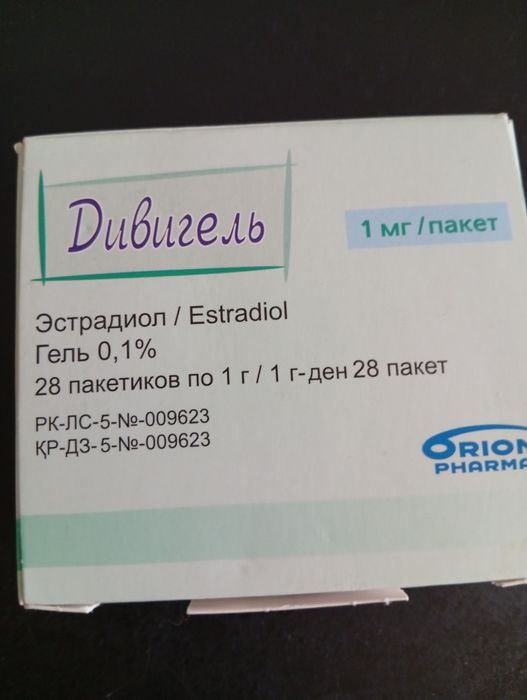 Дивигель
1 мг/пакет
Эстрадиол / Estradiol
Гель 0,1%
28 пакетиков по 1 г / 1 г-ден 28 пакет
РК-ЛС-5-№-009623
ҚР-ДЗ-5-№-009623
ORION
PHARMA